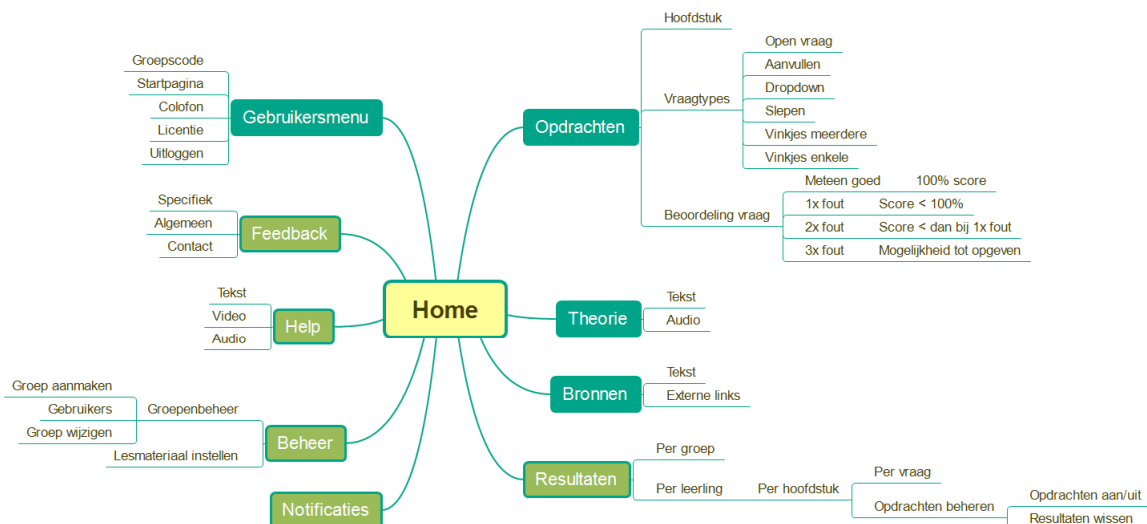 Home
Gebruikersmenu
Groepscode
Startpagina
Colofon
Licentie
Uitloggen
Feedback
Specifiek
Algemeen
Contact
Help
Tekst
Video
Audio
Beheer
Groepenbeheer
Groep aanmaken
Gebruikers
Groep wijzigen
Lesmateriaal instellen
Notificaties
Opdrachten
Hoofdstuk
Vraagtypes
Open vraag
Aanvullen
Dropdown
Slepen
Vinkjes meerdere
Vinkjes enkele
Beoordeling vraag
Meteen goed 100% score
1x fout Score < 100%
2x fout Score < dan bij 1x fout
3x fout Mogelijkheid tot opgeven
Theorie
Tekst
Audio
Bronnen
Tekst
Externe links
Resultaten
Per groep
Per leerling
Per hoofdstuk
Per vraag
Opdrachten beheren
Opdrachten aan/uit
Resultaten wissen